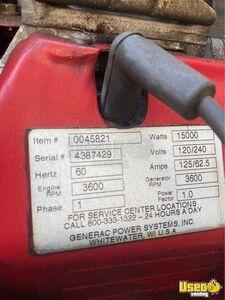 Item # 0045821 Watts 15000
Serial # 4387429 Volts 120/240
Hertz 60 Amps 125/62.5
Engine RPM 3600 Generator RPM 3600
Phase 1 Power Factor 1.0
FOR SERVICE CENTER LOCATIONS
CALL 800-333-1322 – 24 HOURS A DAY
GENERAC POWER SYSTEMS, INC.
WHITEWATER, WI U.S.A.
Used
vending